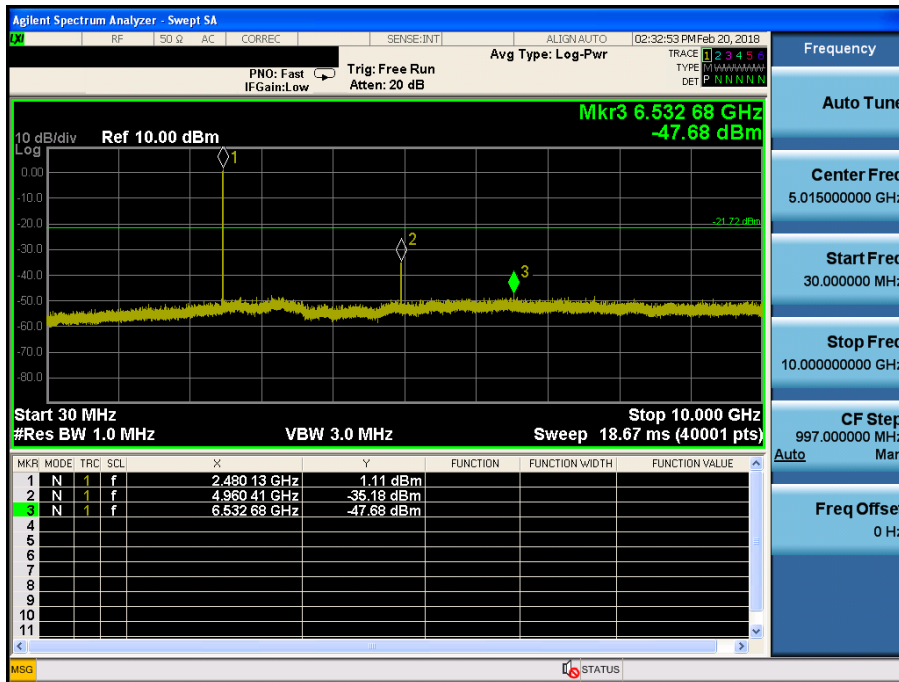 Agilent Spectrum Analyzer - Swept SA
LXI RF 50 Ω AC CORREC SENSE:INT ALIGN AUTO 02:32:53 PM Feb 20, 2018
Avg Type: Log-Pwr TRACE 1 2 3 4 5 6
PNO: Fast Trig: Free Run TYPE MWWWWW
IFGain:Low Atten: 20 dB DET P N N N N N
Mkr3 6.532 68 GHz
-47.68 dBm
10 dB/div Ref 10.00 dBm
Log
1
0.00
-10.0
-20.0
-21.72 dBm
2
-30.0
3
-40.0
-50.0
-60.0
-70.0
-80.0
Start 30 MHz Stop 10.000 GHz
#Res BW 1.0 MHz VBW 3.0 MHz Sweep 18.67 ms (40001 pts)
MKR MODE TRC SCL X Y FUNCTION FUNCTION WIDTH FUNCTION VALUE
1 N 1 f 2.480 13 GHz 1.11 dBm
2 N 1 f 4.960 41 GHz -35.18 dBm
3 N 1 f 6.532 68 GHz -47.68 dBm
4
5
6
7
8
9
10
11
MSG STATUS
Frequency
Auto Tune
Center Freq
5.015000000 GHz
Start Freq
30.000000 MHz
Stop Freq
10.000000000 GHz
CF Step
997.000000 MHz
Auto Man
Freq Offset
0 Hz